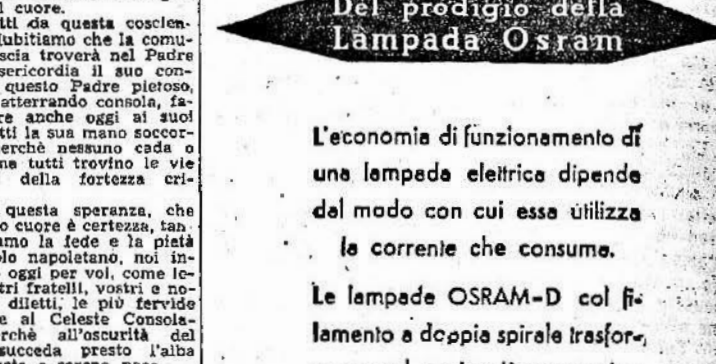 l cuore.
tti da questa coscien-
lubitiamo che la comu-
scia troverà nel Padre
sericordia il suo con-
questo Padre pietoso,
atterrando consola, fa-
re anche oggi ai suoi
tti la sua mano soccor-
erchè nessuno cada o
ma tutti trovino le vie
della fortezza cri-
questa speranza, che
o cuore è certezza, tan-
amo la fede e la pietà
lo napoletano, noi in-
oggi per voi, come le-
tri fratelli, vostri e no-
diletti, le più fervide
e al Celeste Consola-
rchè all'oscurità del
succeda presto l'alba
Del prodigio della
Lampada Osram
L'economia di funzionamento di
una lampada elettrica dipende
dal modo con cui essa utilizza
la corrente che consuma.
Le lampade OSRAM-D col fi-
lamento a doppia spirale trasfor-